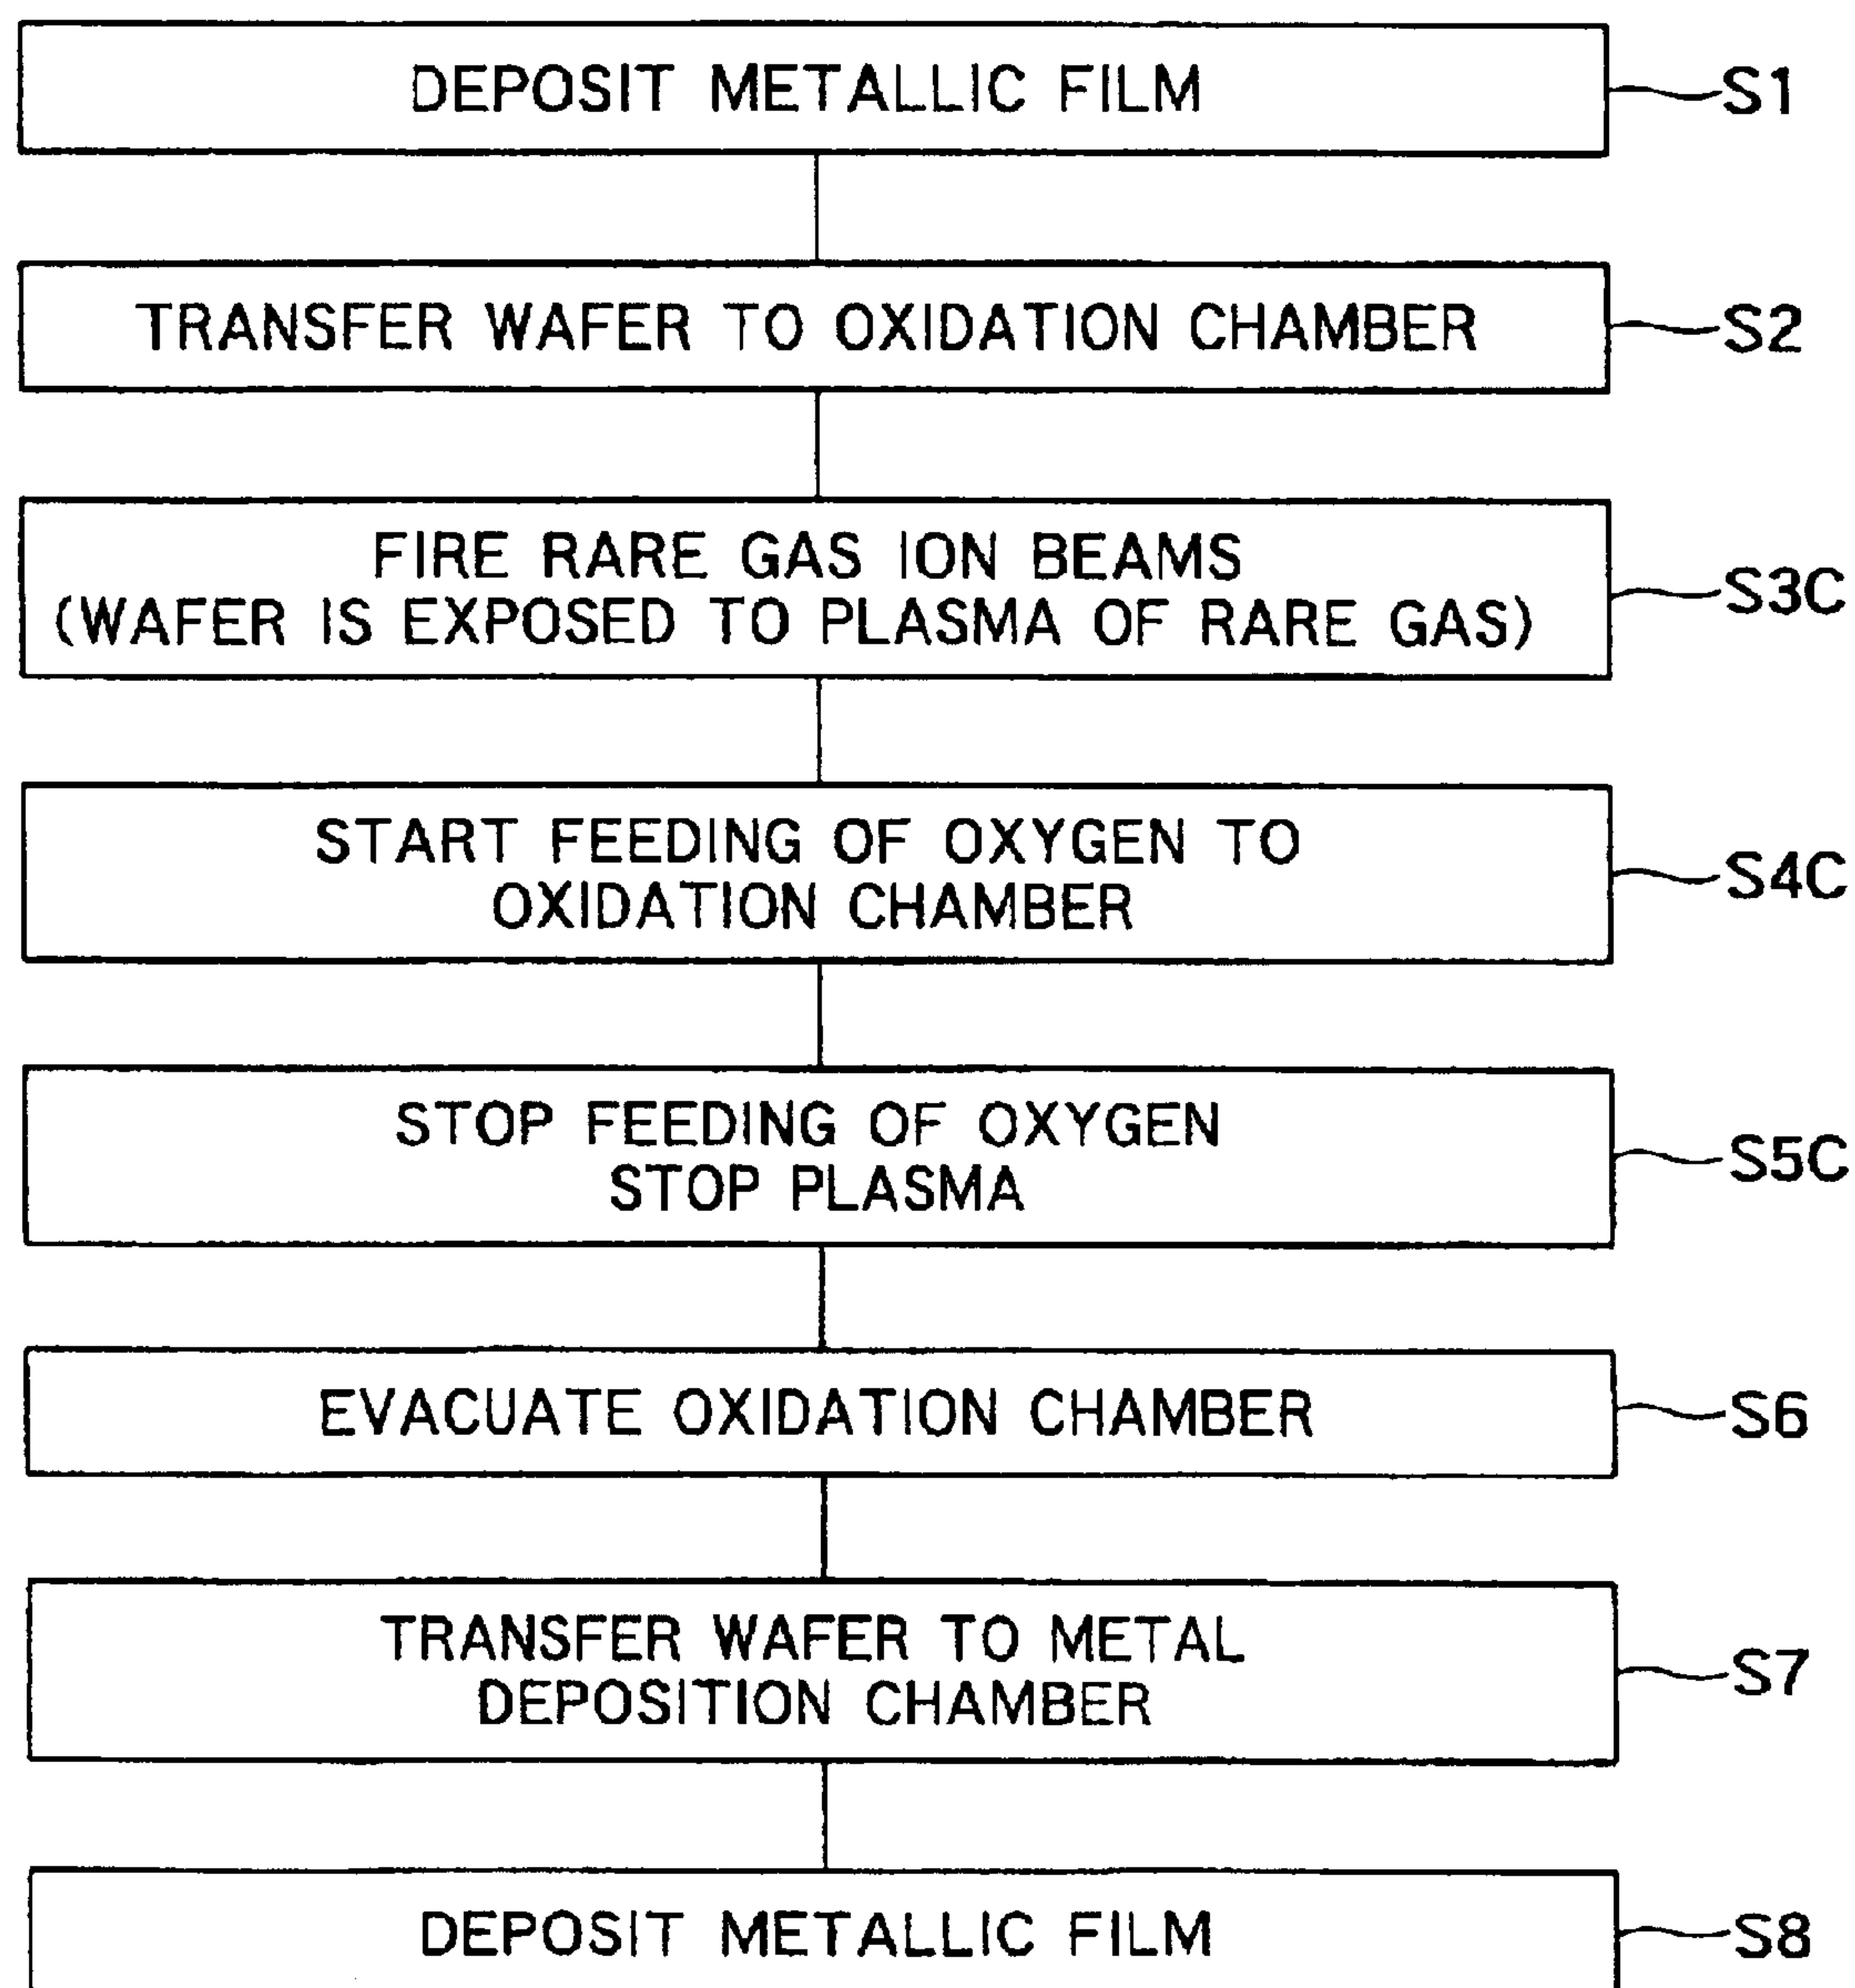 DEPOSIT METALLIC FILM S1
TRANSFER WAFER TO OXIDATION CHAMBER S2
FIRE RARE GAS ION BEAMS
(WAFER IS EXPOSED TO PLASMA OF RARE GAS) S3C
START FEEDING OF OXYGEN TO
OXIDATION CHAMBER S4C
STOP FEEDING OF OXYGEN
STOP PLASMA S5C
EVACUATE OXIDATION CHAMBER S6
TRANSFER WAFER TO METAL
DEPOSITION CHAMBER S7
DEPOSIT METALLIC FILM S8